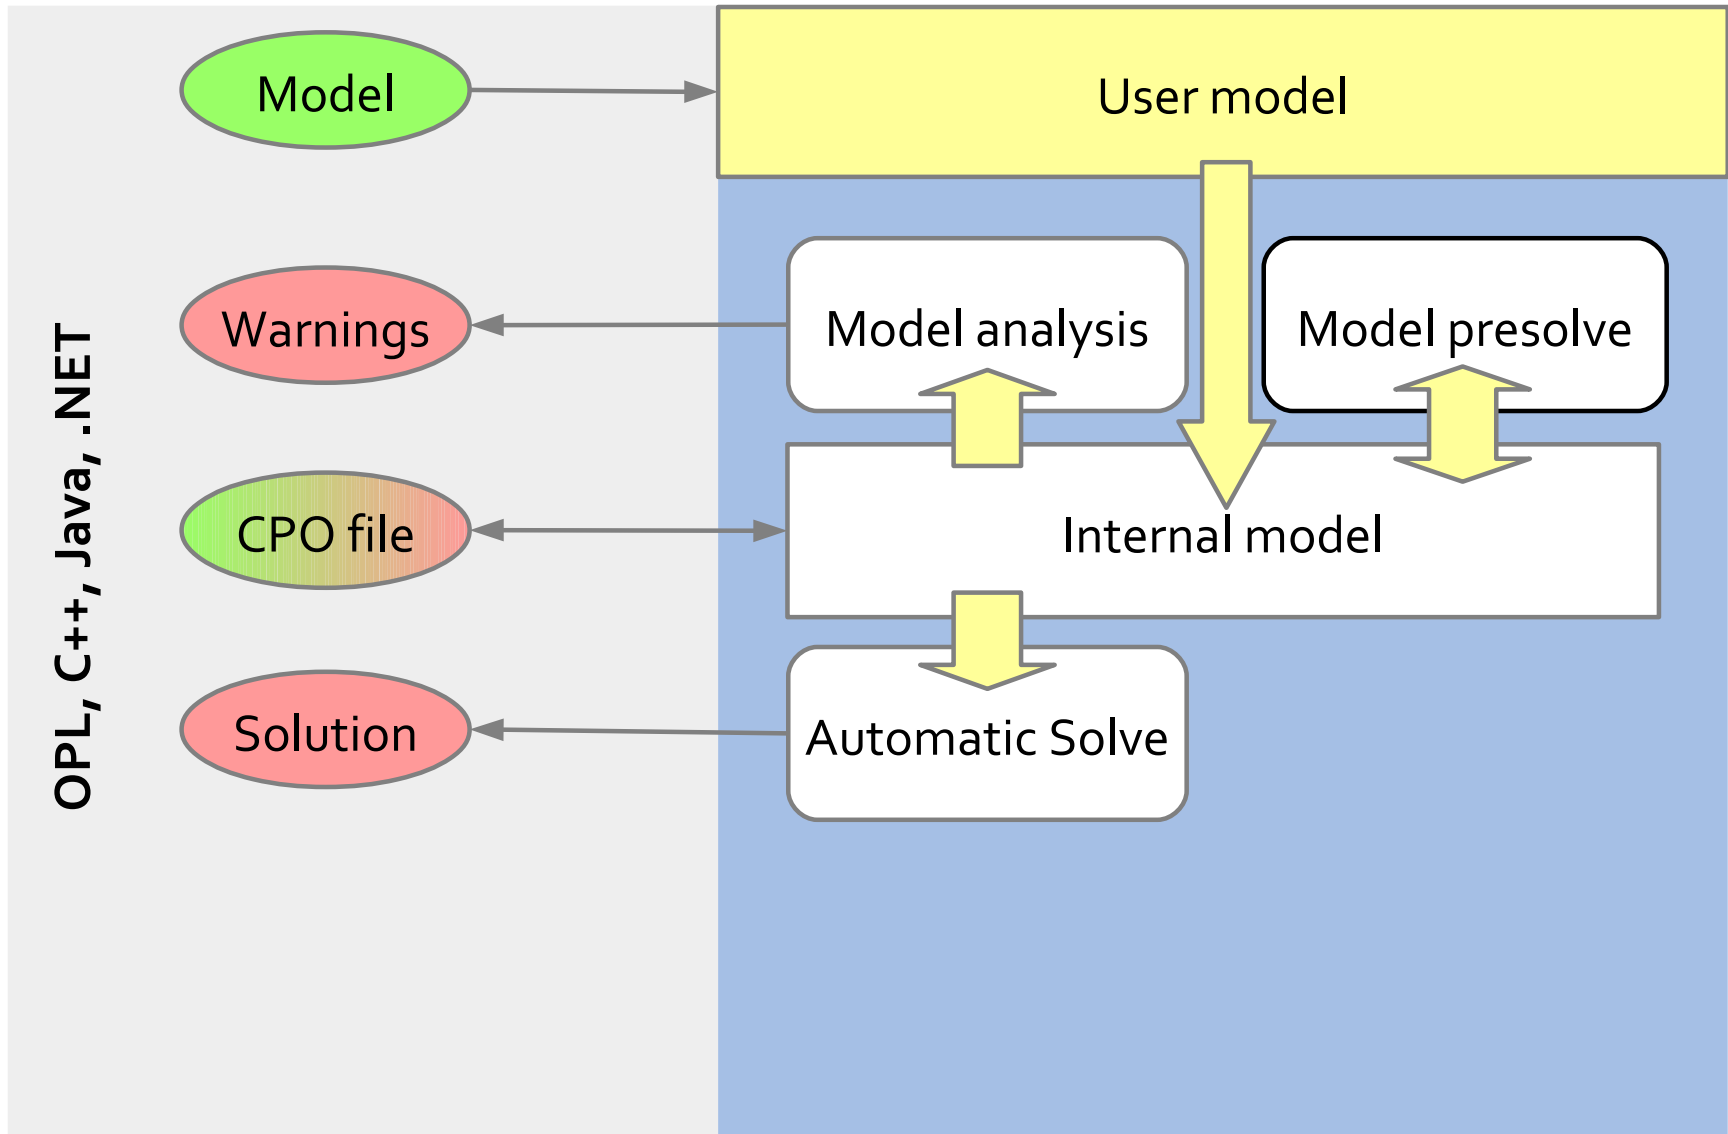 Model
User model
Warnings
Model analysis
Model presolve
OPL, C++, Java, .NET
CPO file
Internal model
Solution
Automatic Solve